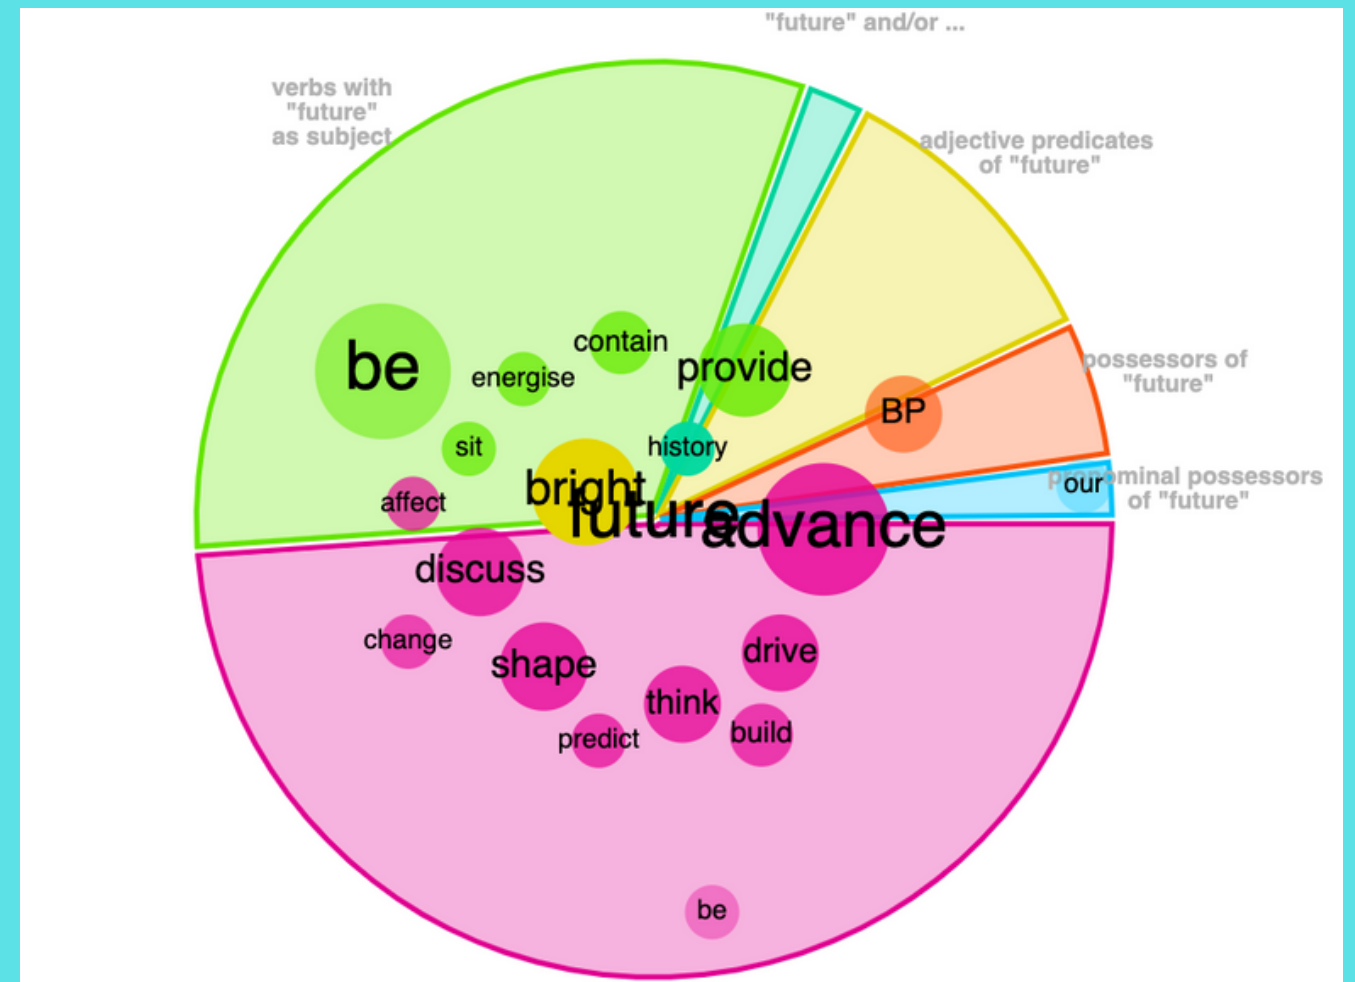 "future" and/or ...
verbs with
"future"
as subject
adjective predicates
of "future"
possessors of
"future"
pronominal possessors
of "future"
be
contain
energise
provide
BP
sit
history
our
bright
affect
future
advance
discuss
change
shape
drive
think
build
predict
be